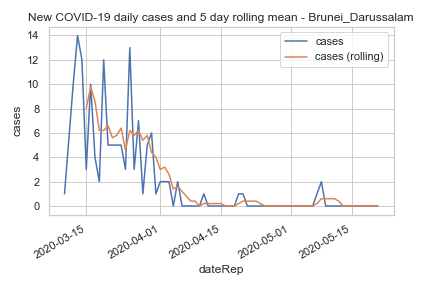 New COVID-19 daily cases and 5 day rolling mean - Brunei_Darussalam
cases
cases (rolling)
14
12
10
8
6
4
2
0
cases
2020-03-15
2020-04-01
2020-04-15
2020-05-01
2020-05-15
dateRep